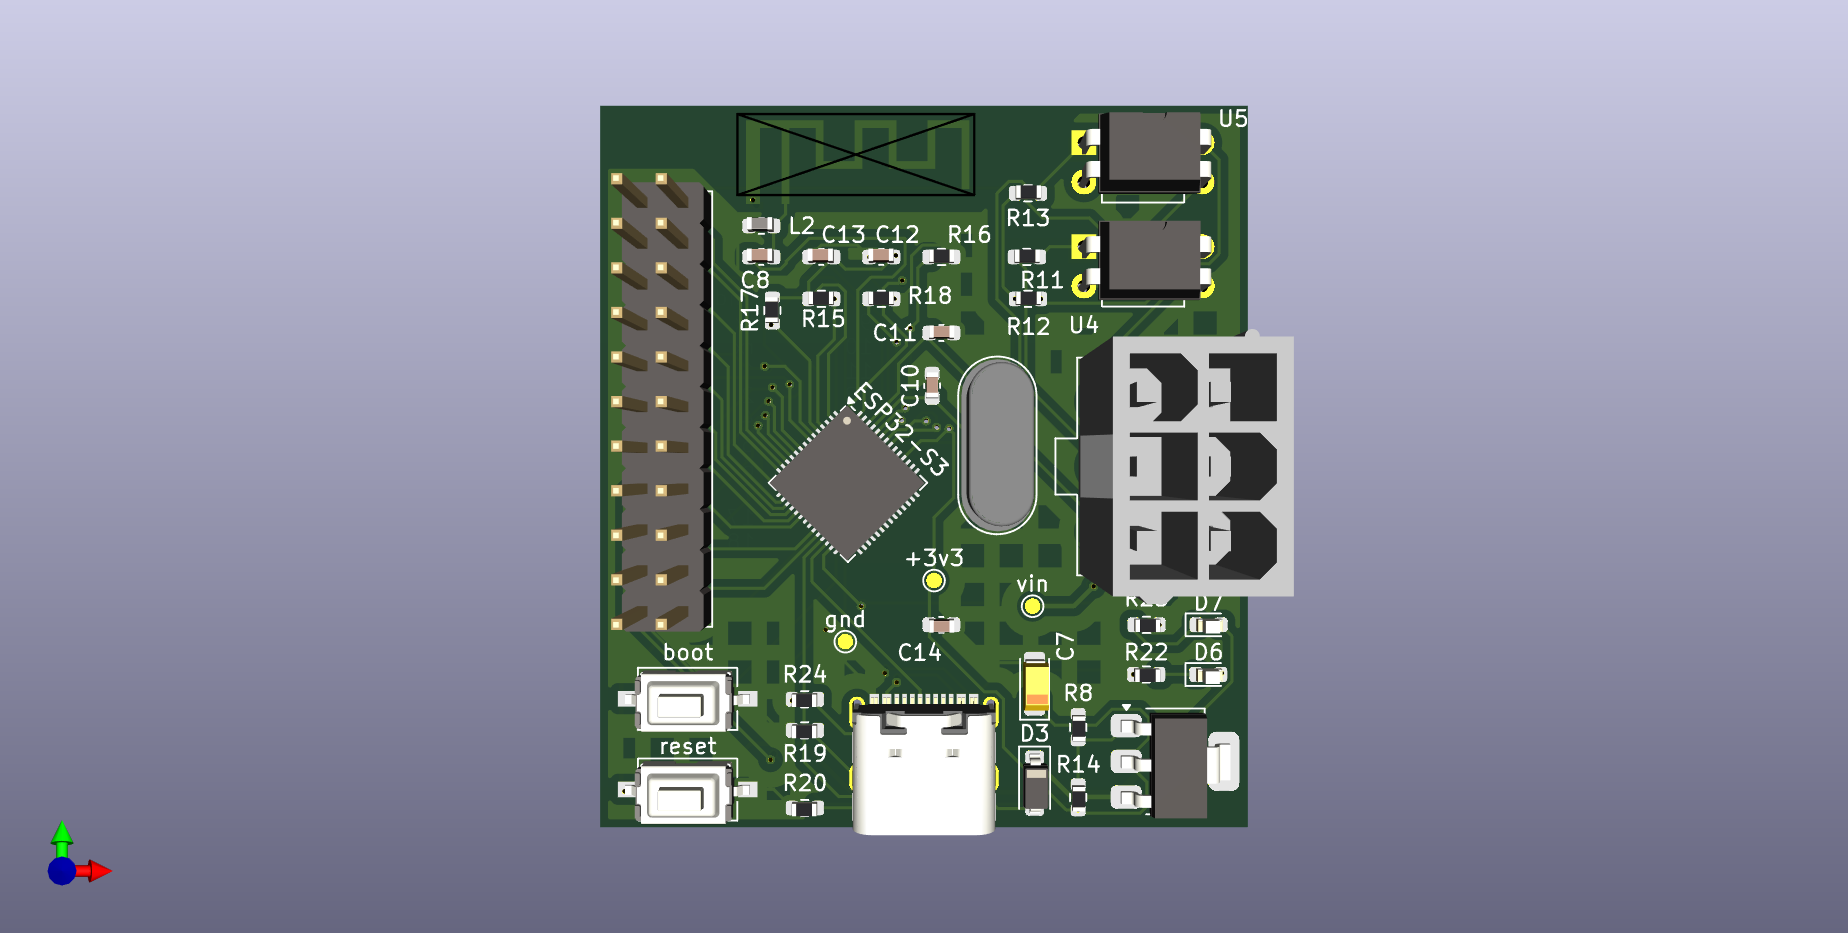 U5
R13
L2
C13
C12
R16
C8
R11
R17
R15
R18
R12
U4
C11
C10
ESP32-S3
+3v3
vin
gnd
D7
boot
C14
C7
R22
D6
R24
R8
D3
reset
R19
R14
R20